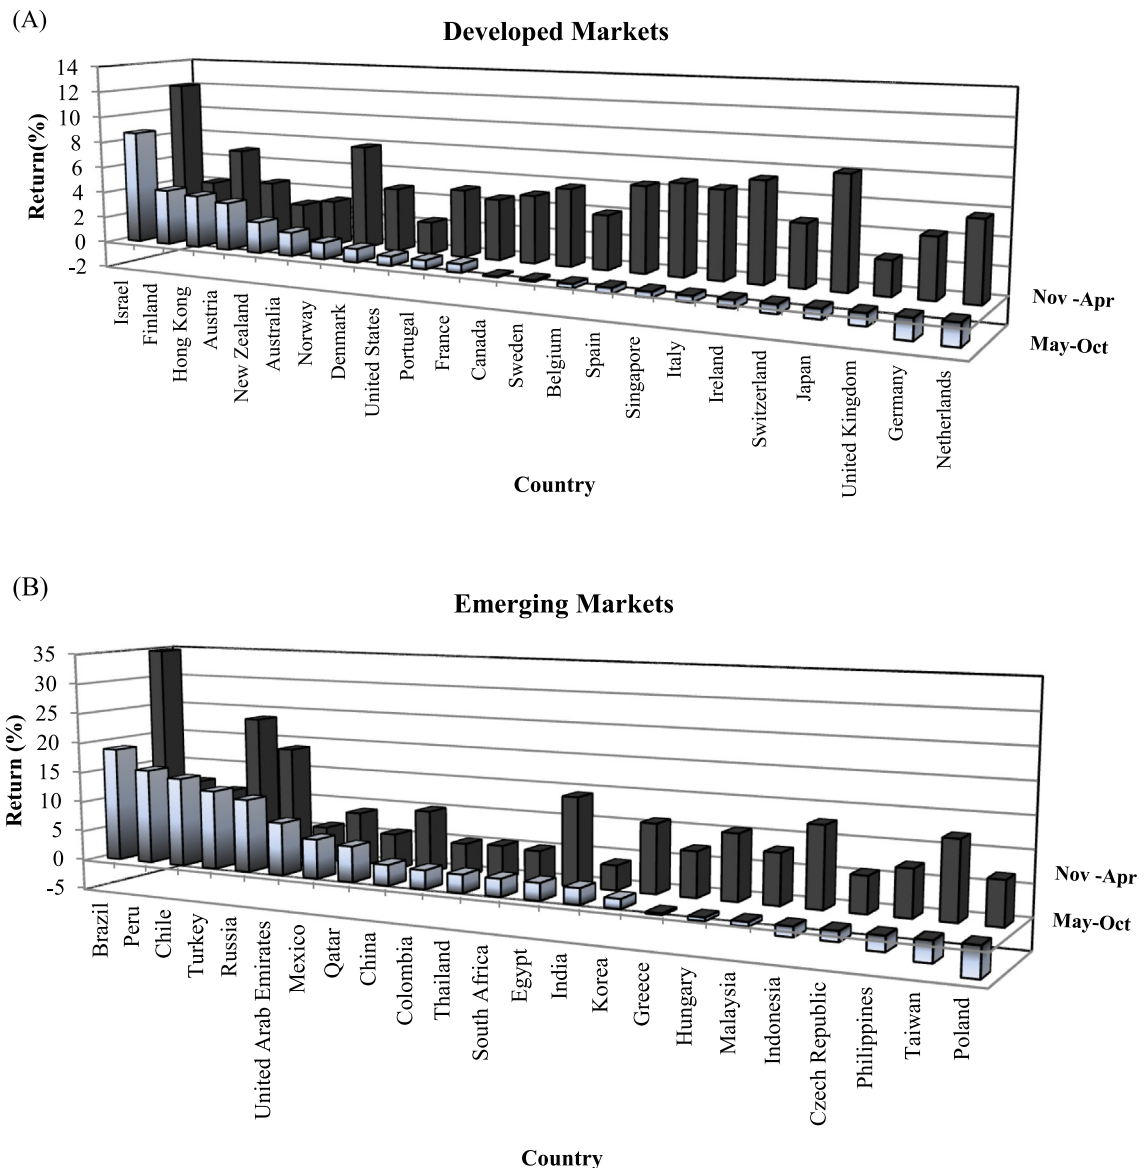 (A)
Developed Markets
Return(%)
14
12
10
8
6
4
2
0
-2
Israel
Finland
Hong Kong
Austria
New Zealand
Australia
Norway
Denmark
United States
Portugal
France
Canada
Sweden
Belgium
Spain
Singapore
Italy
Ireland
Switzerland
Japan
United Kingdom
Germany
Netherlands
Nov -Apr
May-Oct
Country
(B)
Emerging Markets
Return (%)
35
30
25
20
15
10
5
0
-5
Brazil
Peru
Chile
Turkey
Russia
United Arab Emirates
Mexico
Qatar
China
Colombia
Thailand
South Africa
Egypt
India
Korea
Greece
Hungary
Malaysia
Indonesia
Czech Republic
Philippines
Taiwan
Poland
Nov -Apr
May-Oct
Country